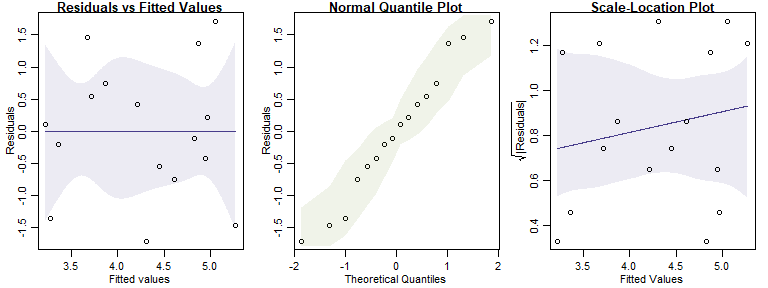 Residuals vs Fitted Values
Residuals
1.5
1.0
0.5
0.0
-0.5
-1.0
-1.5
3.5 4.0 4.5 5.0
Fitted values
Normal Quantile Plot
Residuals
1.5
1.0
0.5
0.0
-0.5
-1.0
-1.5
-2 -1 0 1 2
Theoretical Quantiles
Scale-Location Plot
√|Residuals|
1.2
1.0
0.8
0.6
0.4
3.5 4.0 4.5 5.0
Fitted Values